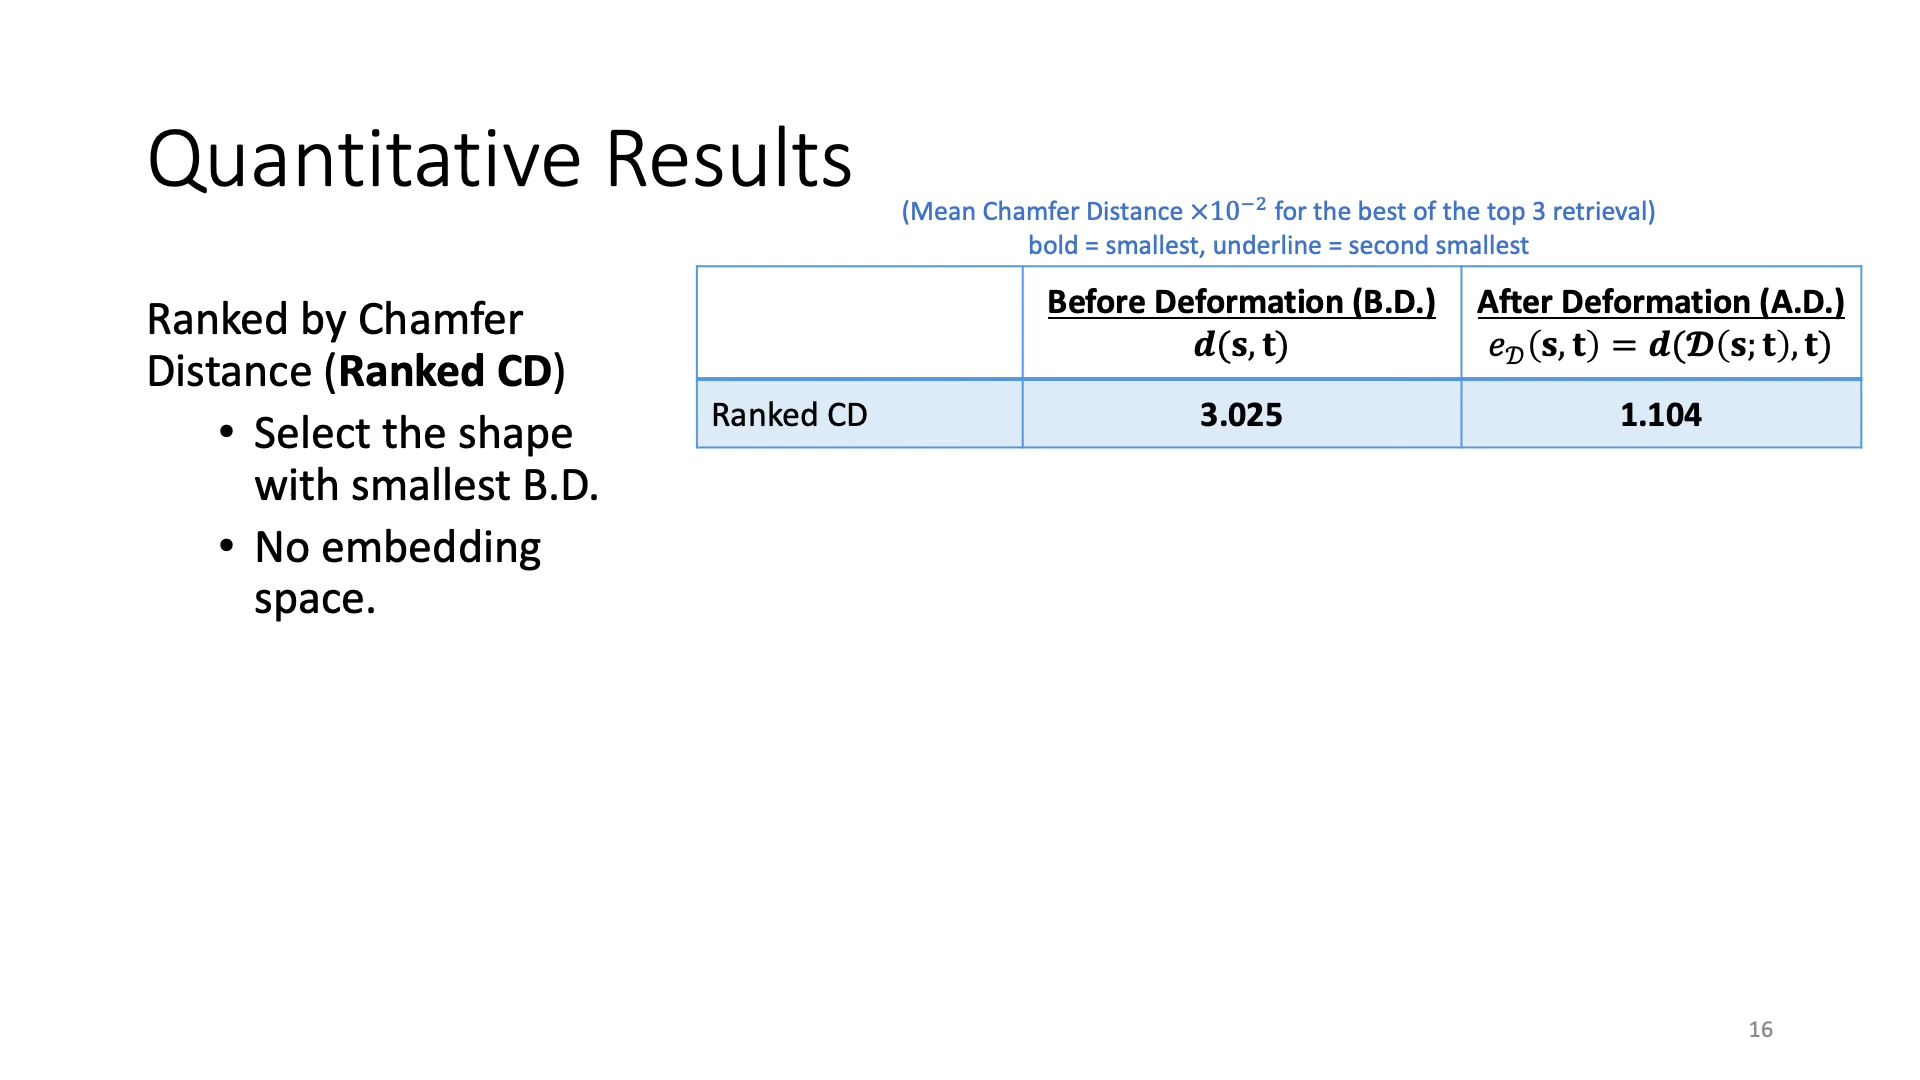 Quantitative Results
(Mean Chamfer Distance ×10⁻² for the best of the top 3 retrieval)
bold = smallest, underline = second smallest
Ranked by Chamfer
Distance (Ranked CD)
• Select the shape
with smallest B.D.
• No embedding
space.
Before Deformation (B.D.)
d(s, t)
After Deformation (A.D.)
e𝒟(s, t) = d(𝒟(s; t), t)
Ranked CD 3.025 1.104
16